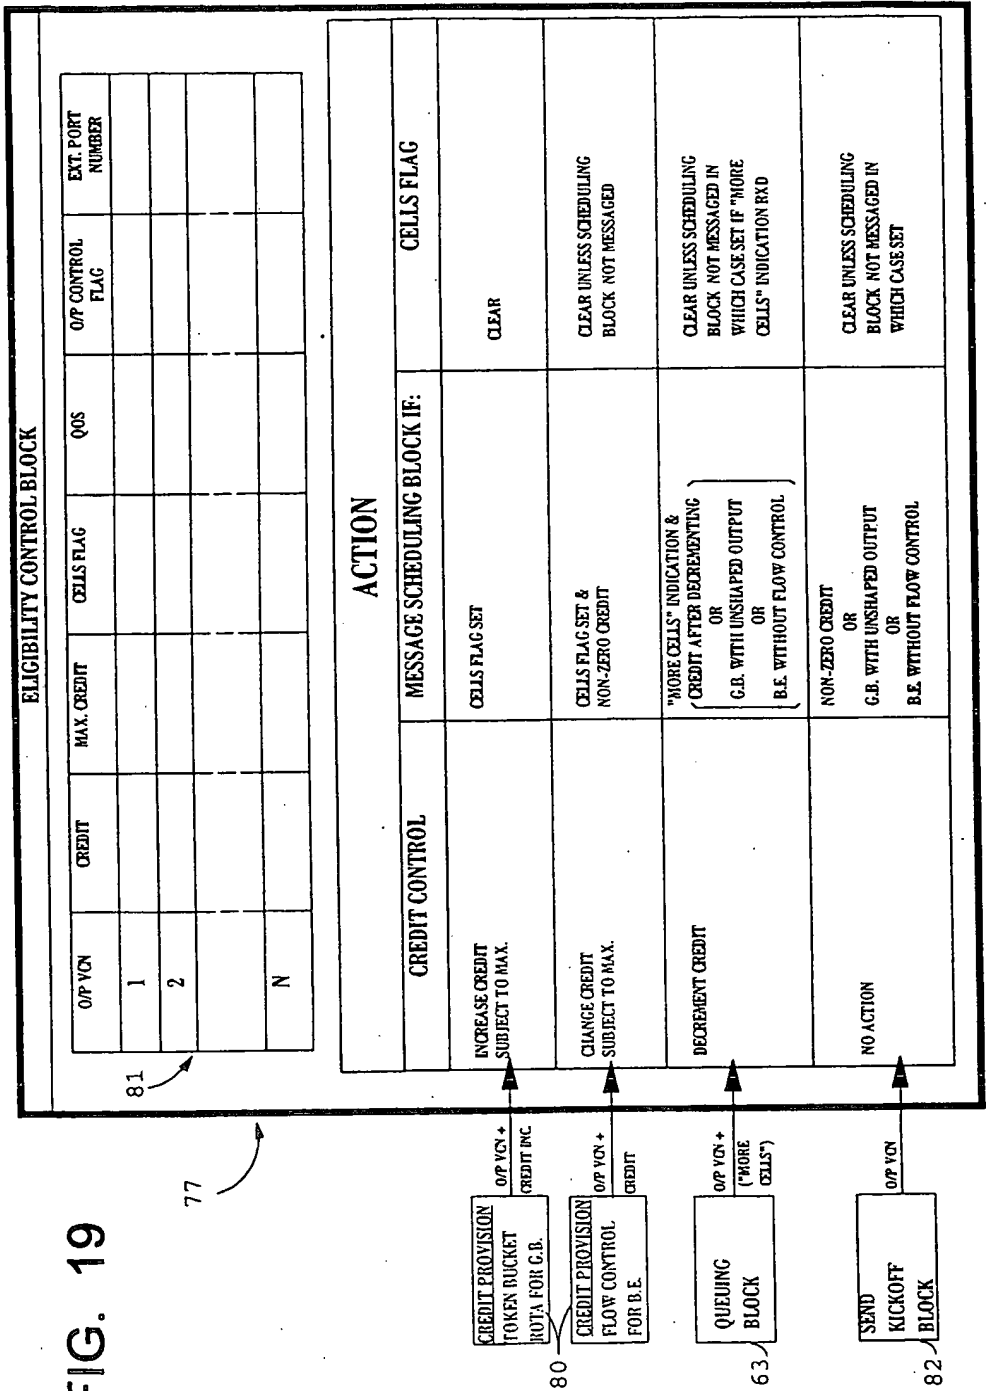 FIG. 19
77
ELIGIBILITY CONTROL BLOCK
81
O/P VCN
CREDIT
MAX. CREDIT
CELLS FLAG
QOS
O/P CONTROL
FLAG
EXT. PORT
NUMBER
1
2
N
ACTION
CREDIT CONTROL
MESSAGE SCHEDULING BLOCK IF:
CELLS FLAG
80
CREDIT PROVISION
TOKEN BUCKET
ROTA FOR G.B.
O/P VCN +
CREDIT INC.
INCREASE CREDIT
SUBJECT TO MAX.
CELLS FLAG SET
CLEAR
CREDIT PROVISION
FLOW CONTROL
FOR B.E.
O/P VCN +
CREDIT
CHANGE CREDIT
SUBJECT TO MAX.
CELLS FLAG SET &
NON-ZERO CREDIT
CLEAR UNLESS SCHEDULING
BLOCK NOT MESSAGED
63
QUEUING
BLOCK
O/P VCN +
("MORE
CELLS")
DECREMENT CREDIT
"MORE CELLS" INDICATION &
CREDIT AFTER DECREMENTING
OR
G.B. WITH UNSHAPED OUTPUT
OR
B.E. WITHOUT FLOW CONTROL
CLEAR UNLESS SCHEDULING
BLOCK NOT MESSAGED IN
WHICH CASE SET IF "MORE
CELLS" INDICATION RXD
82
SEND
KICKOFF
BLOCK
O/P VCN
NO ACTION
NON-ZERO CREDIT
OR
G.B. WITH UNSHAPED OUTPUT
OR
B.E. WITHOUT FLOW CONTROL
CLEAR UNLESS SCHEDULING
BLOCK NOT MESSAGED IN
WHICH CASE SET